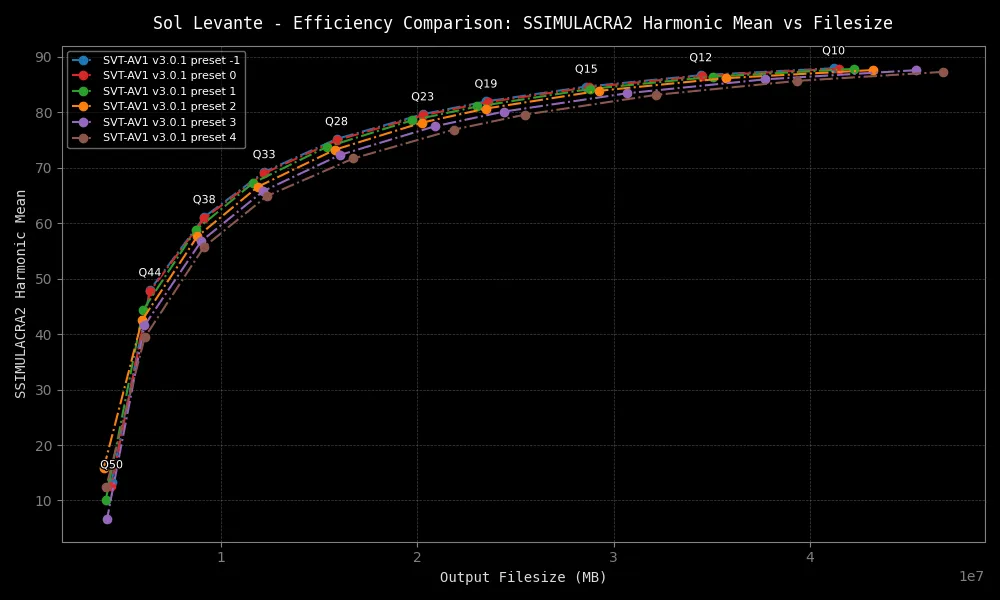 Sol Levante - Efficiency Comparison: SSIMULACRA2 Harmonic Mean vs Filesize
SVT-AV1 v3.0.1 preset -1
SVT-AV1 v3.0.1 preset 0
SVT-AV1 v3.0.1 preset 1
SVT-AV1 v3.0.1 preset 2
SVT-AV1 v3.0.1 preset 3
SVT-AV1 v3.0.1 preset 4
Q10
Q12
Q15
Q19
Q23
Q28
Q33
Q38
Q44
Q50
SSIMULACRA2 Harmonic Mean
90
80
70
60
50
40
30
20
10
1 2 3 4
Output Filesize (MB)
1e7